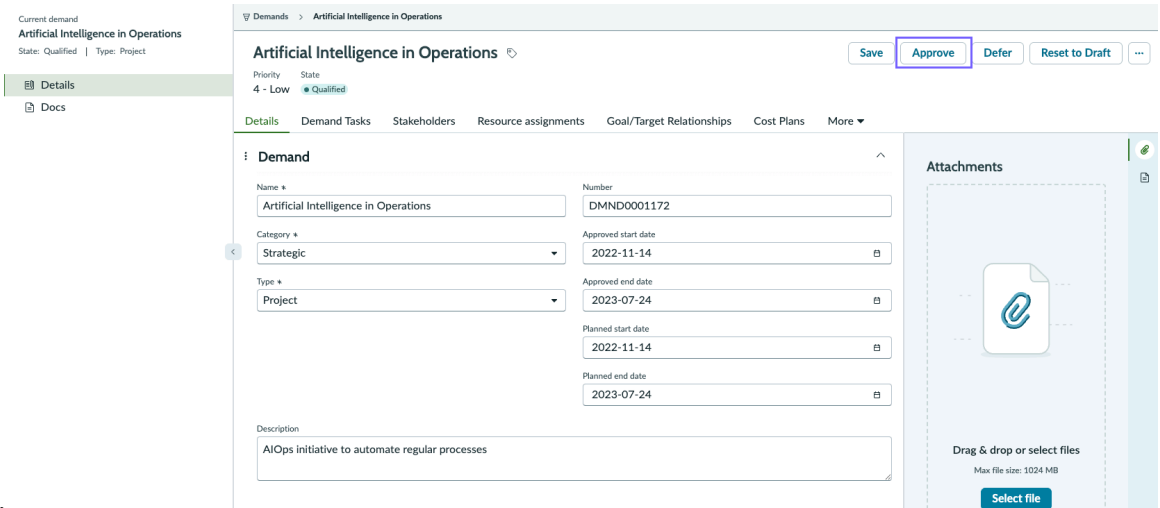 Current demand
Artificial Intelligence in Operations
State: Qualified | Type: Project
Details
Docs
Demands > Artificial Intelligence in Operations
Artificial Intelligence in Operations
Save Approve Defer Reset to Draft ...
Priority State
4 - Low Qualified
Details Demand Tasks Stakeholders Resource assignments Goal/Target Relationships Cost Plans More
Demand
Name *
Artificial Intelligence in Operations
Category *
Strategic
Type *
Project
Number
DMND0001172
Approved start date
2022-11-14
Approved end date
2023-07-24
Planned start date
2022-11-14
Planned end date
2023-07-24
Description
AIOps initiative to automate regular processes
Attachments
Drag & drop or select files
Max file size: 1024 MB
Select file